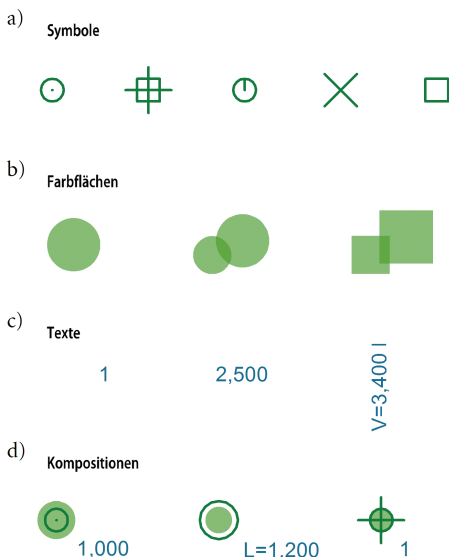 a)
Symbole
b)
Farbflächen
c)
Texte
1
2,500
V=3,400 l
d)
Kompositionen
1,000
L=1,200
1